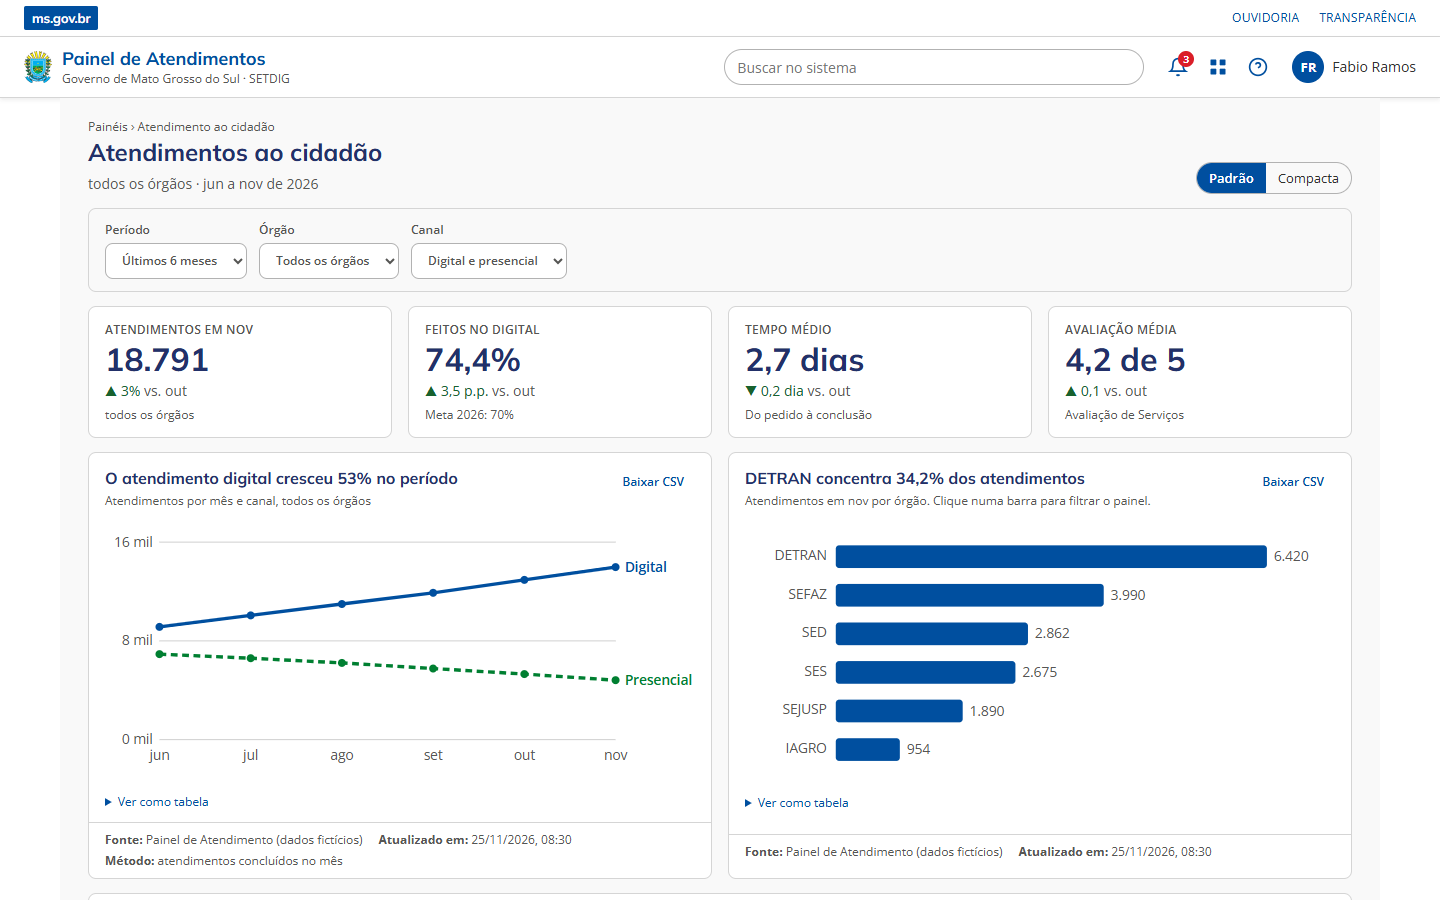 ms.gov.br
OUVIDORIA TRANSPARÊNCIA
Painel de Atendimentos
Governo de Mato Grosso do Sul · SETDIG
Buscar no sistema
3
FR Fabio Ramos
Painéis › Atendimento ao cidadão
Atendimentos ao cidadão
todos os órgãos · jun a nov de 2026
Padrão Compacta
Período Órgão Canal
Últimos 6 meses Todos os órgãos Digital e presencial
ATENDIMENTOS EM NOV
18.791
▲ 3% vs. out
todos os órgãos
FEITOS NO DIGITAL
74,4%
▲ 3,5 p.p. vs. out
Meta 2026: 70%
TEMPO MÉDIO
2,7 dias
▼ 0,2 dia vs. out
Do pedido à conclusão
AVALIAÇÃO MÉDIA
4,2 de 5
▲ 0,1 vs. out
Avaliação de Serviços
O atendimento digital cresceu 53% no período
Baixar CSV
Atendimentos por mês e canal, todos os órgãos
16 mil
Digital
8 mil
Presencial
0 mil
jun jul ago set out nov
▶ Ver como tabela
Fonte: Painel de Atendimento (dados fictícios) Atualizado em: 25/11/2026, 08:30
Método: atendimentos concluídos no mês
DETRAN concentra 34,2% dos atendimentos
Baixar CSV
Atendimentos em nov por órgão. Clique numa barra para filtrar o painel.
DETRAN 6.420
SEFAZ 3.990
SED 2.862
SES 2.675
SEJUSP 1.890
IAGRO 954
▶ Ver como tabela
Fonte: Painel de Atendimento (dados fictícios) Atualizado em: 25/11/2026, 08:30